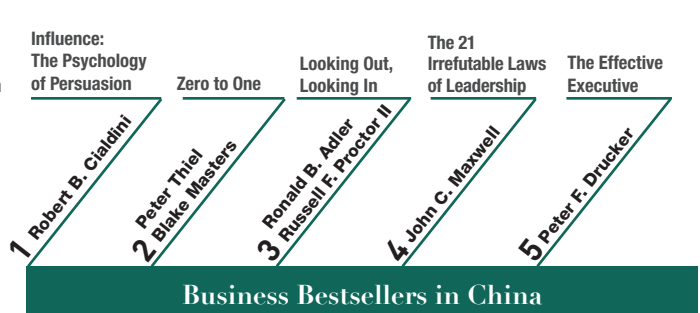 Influence:
The Psychology
of Persuasion
Zero to One
Looking Out,
Looking In
The 21
Irrefutable Laws
of Leadership
The Effective
Executive
1 Robert B. Cialdini
2 Peter Thiel
Blake Masters
3 Ronald B. Adler
Russell F. Proctor II
4 John C. Maxwell
5 Peter F. Drucker
Business Bestsellers in China